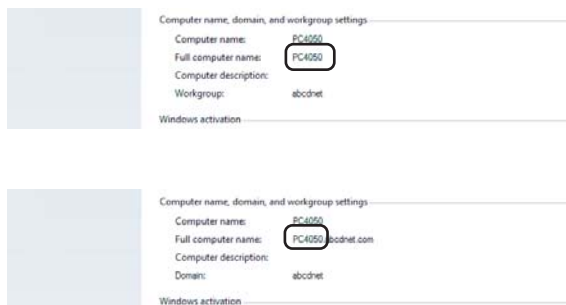 Computer name, domain, and workgroup settings
Computer name: PC4050
Full computer name: PC4050
Computer description:
Workgroup: abcdnet
Windows activation
Computer name, domain, and workgroup settings
Computer name: PC4050
Full computer name: PC4050.abcdnet.com
Computer description:
Domain: abcdnet
Windows activation